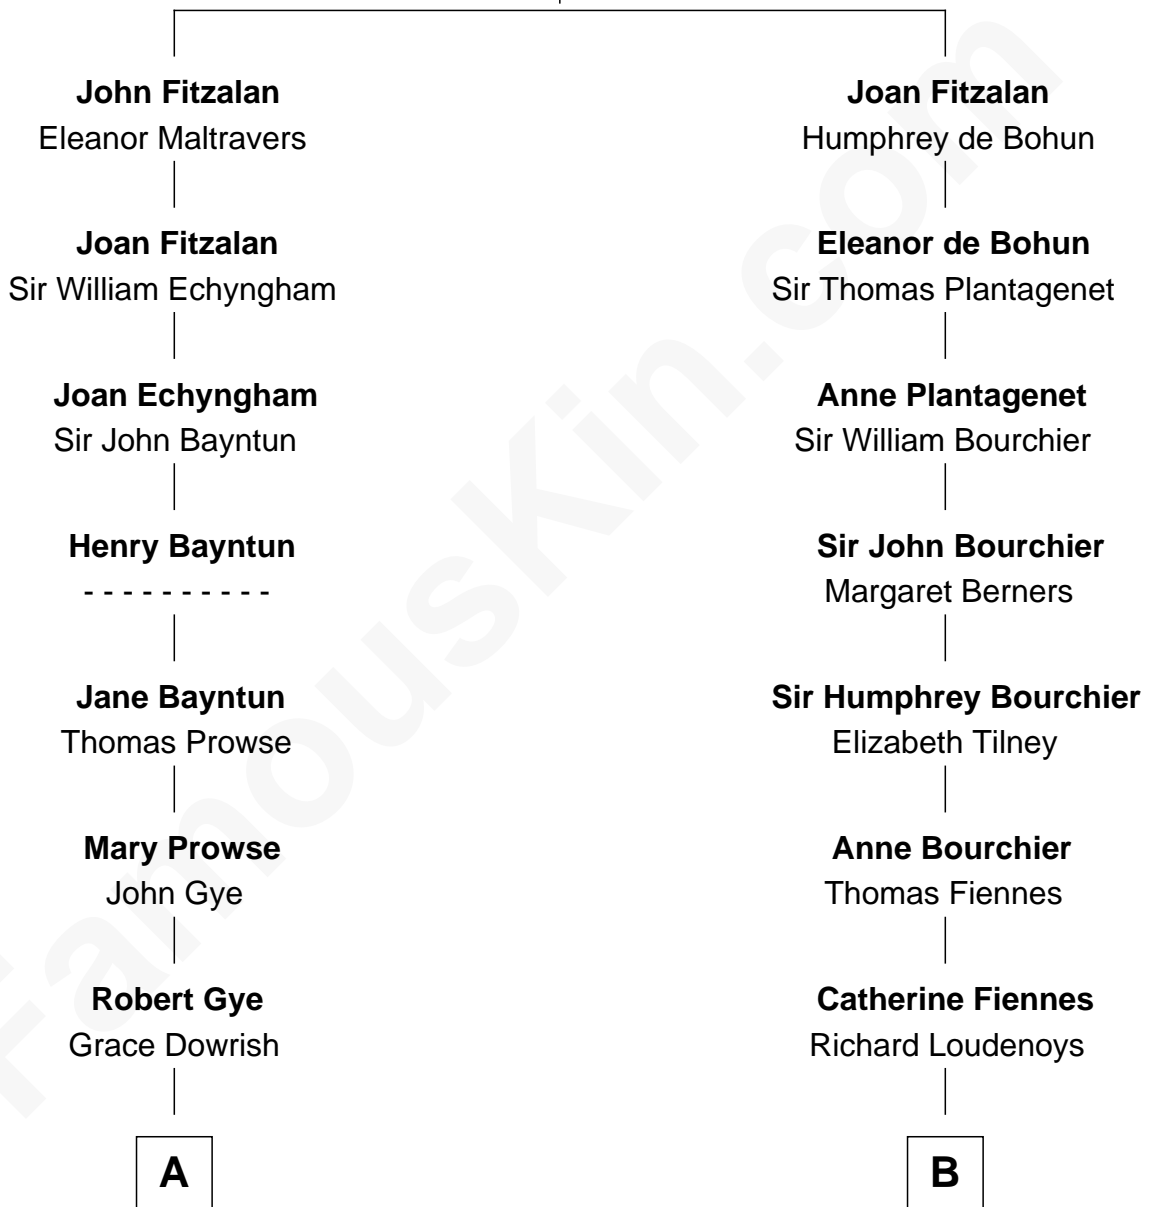 John Fitzalan
Eleanor Maltravers
Joan Fitzalan
Sir William Echyngham
Joan Echyngham
Sir John Bayntun
Henry Bayntun
- - - - - - - - - -
Jane Bayntun
Thomas Prowse
Mary Prowse
John Gye
Robert Gye
Grace Dowrish
A
Joan Fitzalan
Humphrey de Bohun
Eleanor de Bohun
Sir Thomas Plantagenet
Anne Plantagenet
Sir William Bourchier
Sir John Bourchier
Margaret Berners
Sir Humphrey Bourchier
Elizabeth Tilney
Anne Bourchier
Thomas Fiennes
Catherine Fiennes
Richard Loudenoys
B
FamousKin.com